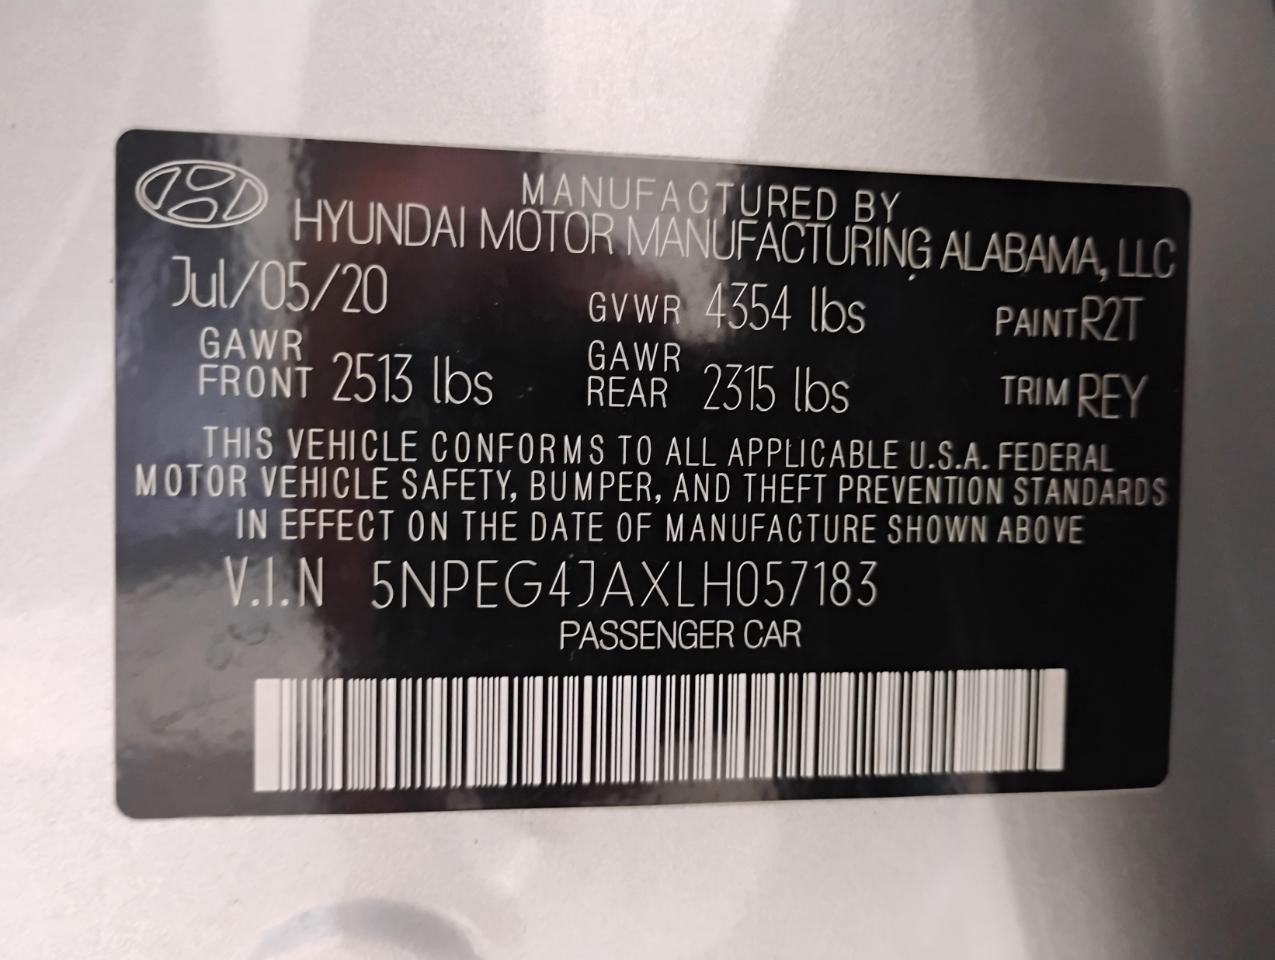 MANUFACTURED BY
HYUNDAI MOTOR MANUFACTURING ALABAMA, LLC
Jul/05/20 GVWR 4354 lbs PAINT R2T
GAWR FRONT 2513 lbs GAWR REAR 2315 lbs TRIM REY
THIS VEHICLE CONFORMS TO ALL APPLICABLE U.S.A. FEDERAL
MOTOR VEHICLE SAFETY, BUMPER, AND THEFT PREVENTION STANDARDS
IN EFFECT ON THE DATE OF MANUFACTURE SHOWN ABOVE
V.I.N 5NPEG4JAXLH057183
PASSENGER CAR